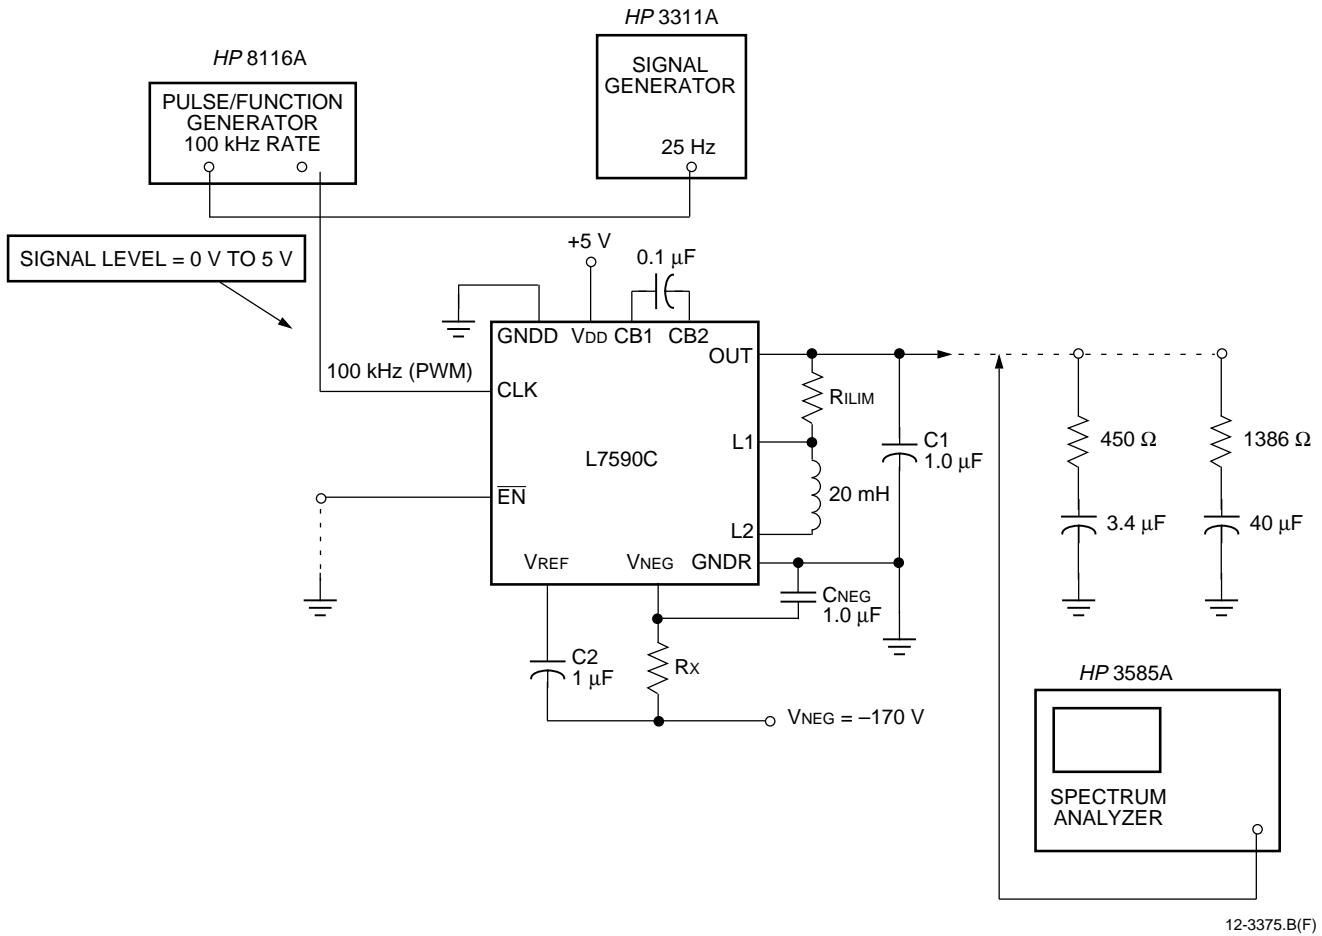 HP 3311A
HP 8116A
SIGNAL
GENERATOR
25 Hz
PULSE/FUNCTION
GENERATOR
100 kHz RATE
SIGNAL LEVEL = 0 V TO 5 V
+5 V
0.1 µF
GNDD
VDD
CB1
CB2
OUT
100 kHz (PWM)
CLK
RILIM
L1
C1
1.0 µF
450 Ω
1386 Ω
L7590C
EN
20 mH
L2
3.4 µF
40 µF
VREF
VNEG
GNDR
CNEG
1.0 µF
C2
1 µF
RX
VNEG = –170 V
HP 3585A
SPECTRUM
ANALYZER
12-3375.B(F)